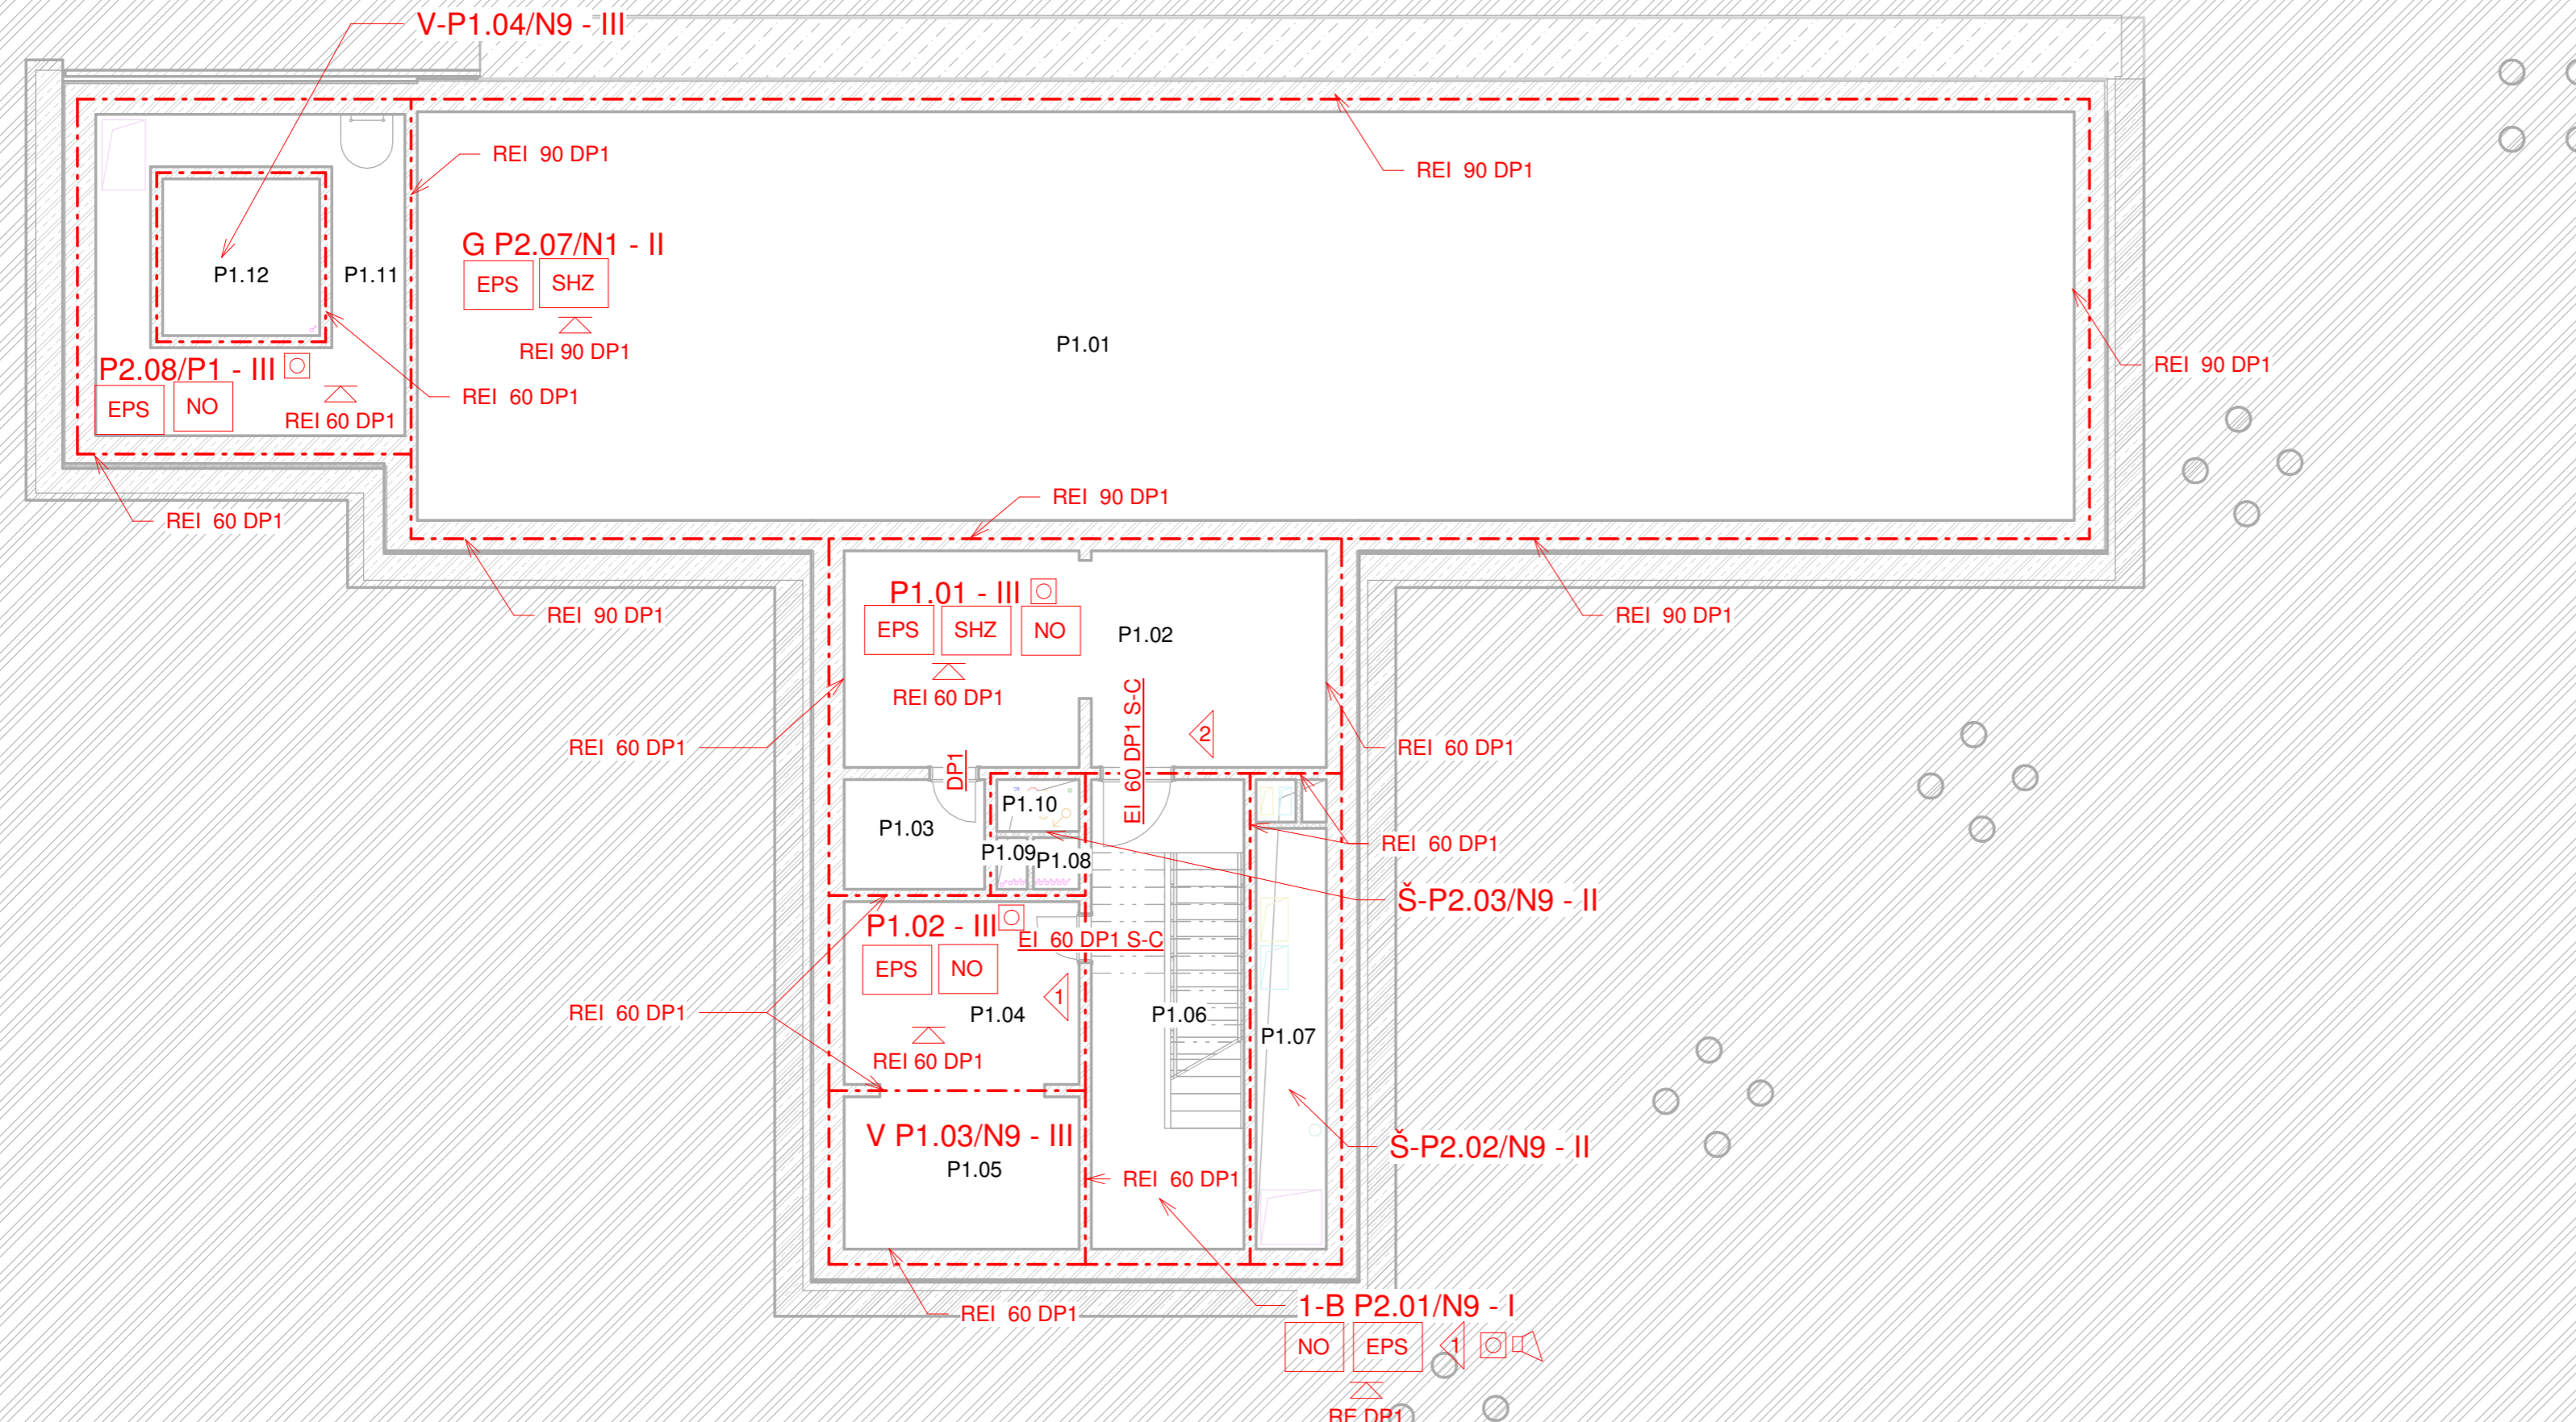 V-P1.04/N9 - III
REI  90 DP1
REI  90 DP1
G P2.07/N1 - II
P1.12
P1.11
EPS
SHZ
P1.01
REI 90 DP1
REI  90 DP1
P2.08/P1 - III
REI  60 DP1
EPS
NO
REI 60 DP1
REI  90 DP1
REI  60 DP1
P1.01 - III
REI  90 DP1
REI  90 DP1
EPS
SHZ
NO
P1.02
REI 60 DP1
EI  60 DP1 S-C
2
REI  60 DP1
REI  60 DP1
DP1
P1.10
P1.03
REI  60 DP1
P1.09
P1.08
Š-P2.03/N9 - II
P1.02 - III
EI  60 DP1 S-C
EPS
NO
1
REI  60 DP1
P1.04
P1.06
P1.07
REI 60 DP1
V P1.03/N9 - III
Š-P2.02/N9 - II
P1.05
REI  60 DP1
REI  60 DP1
1-B P2.01/N9 - I
NO
EPS
1
RE DP1